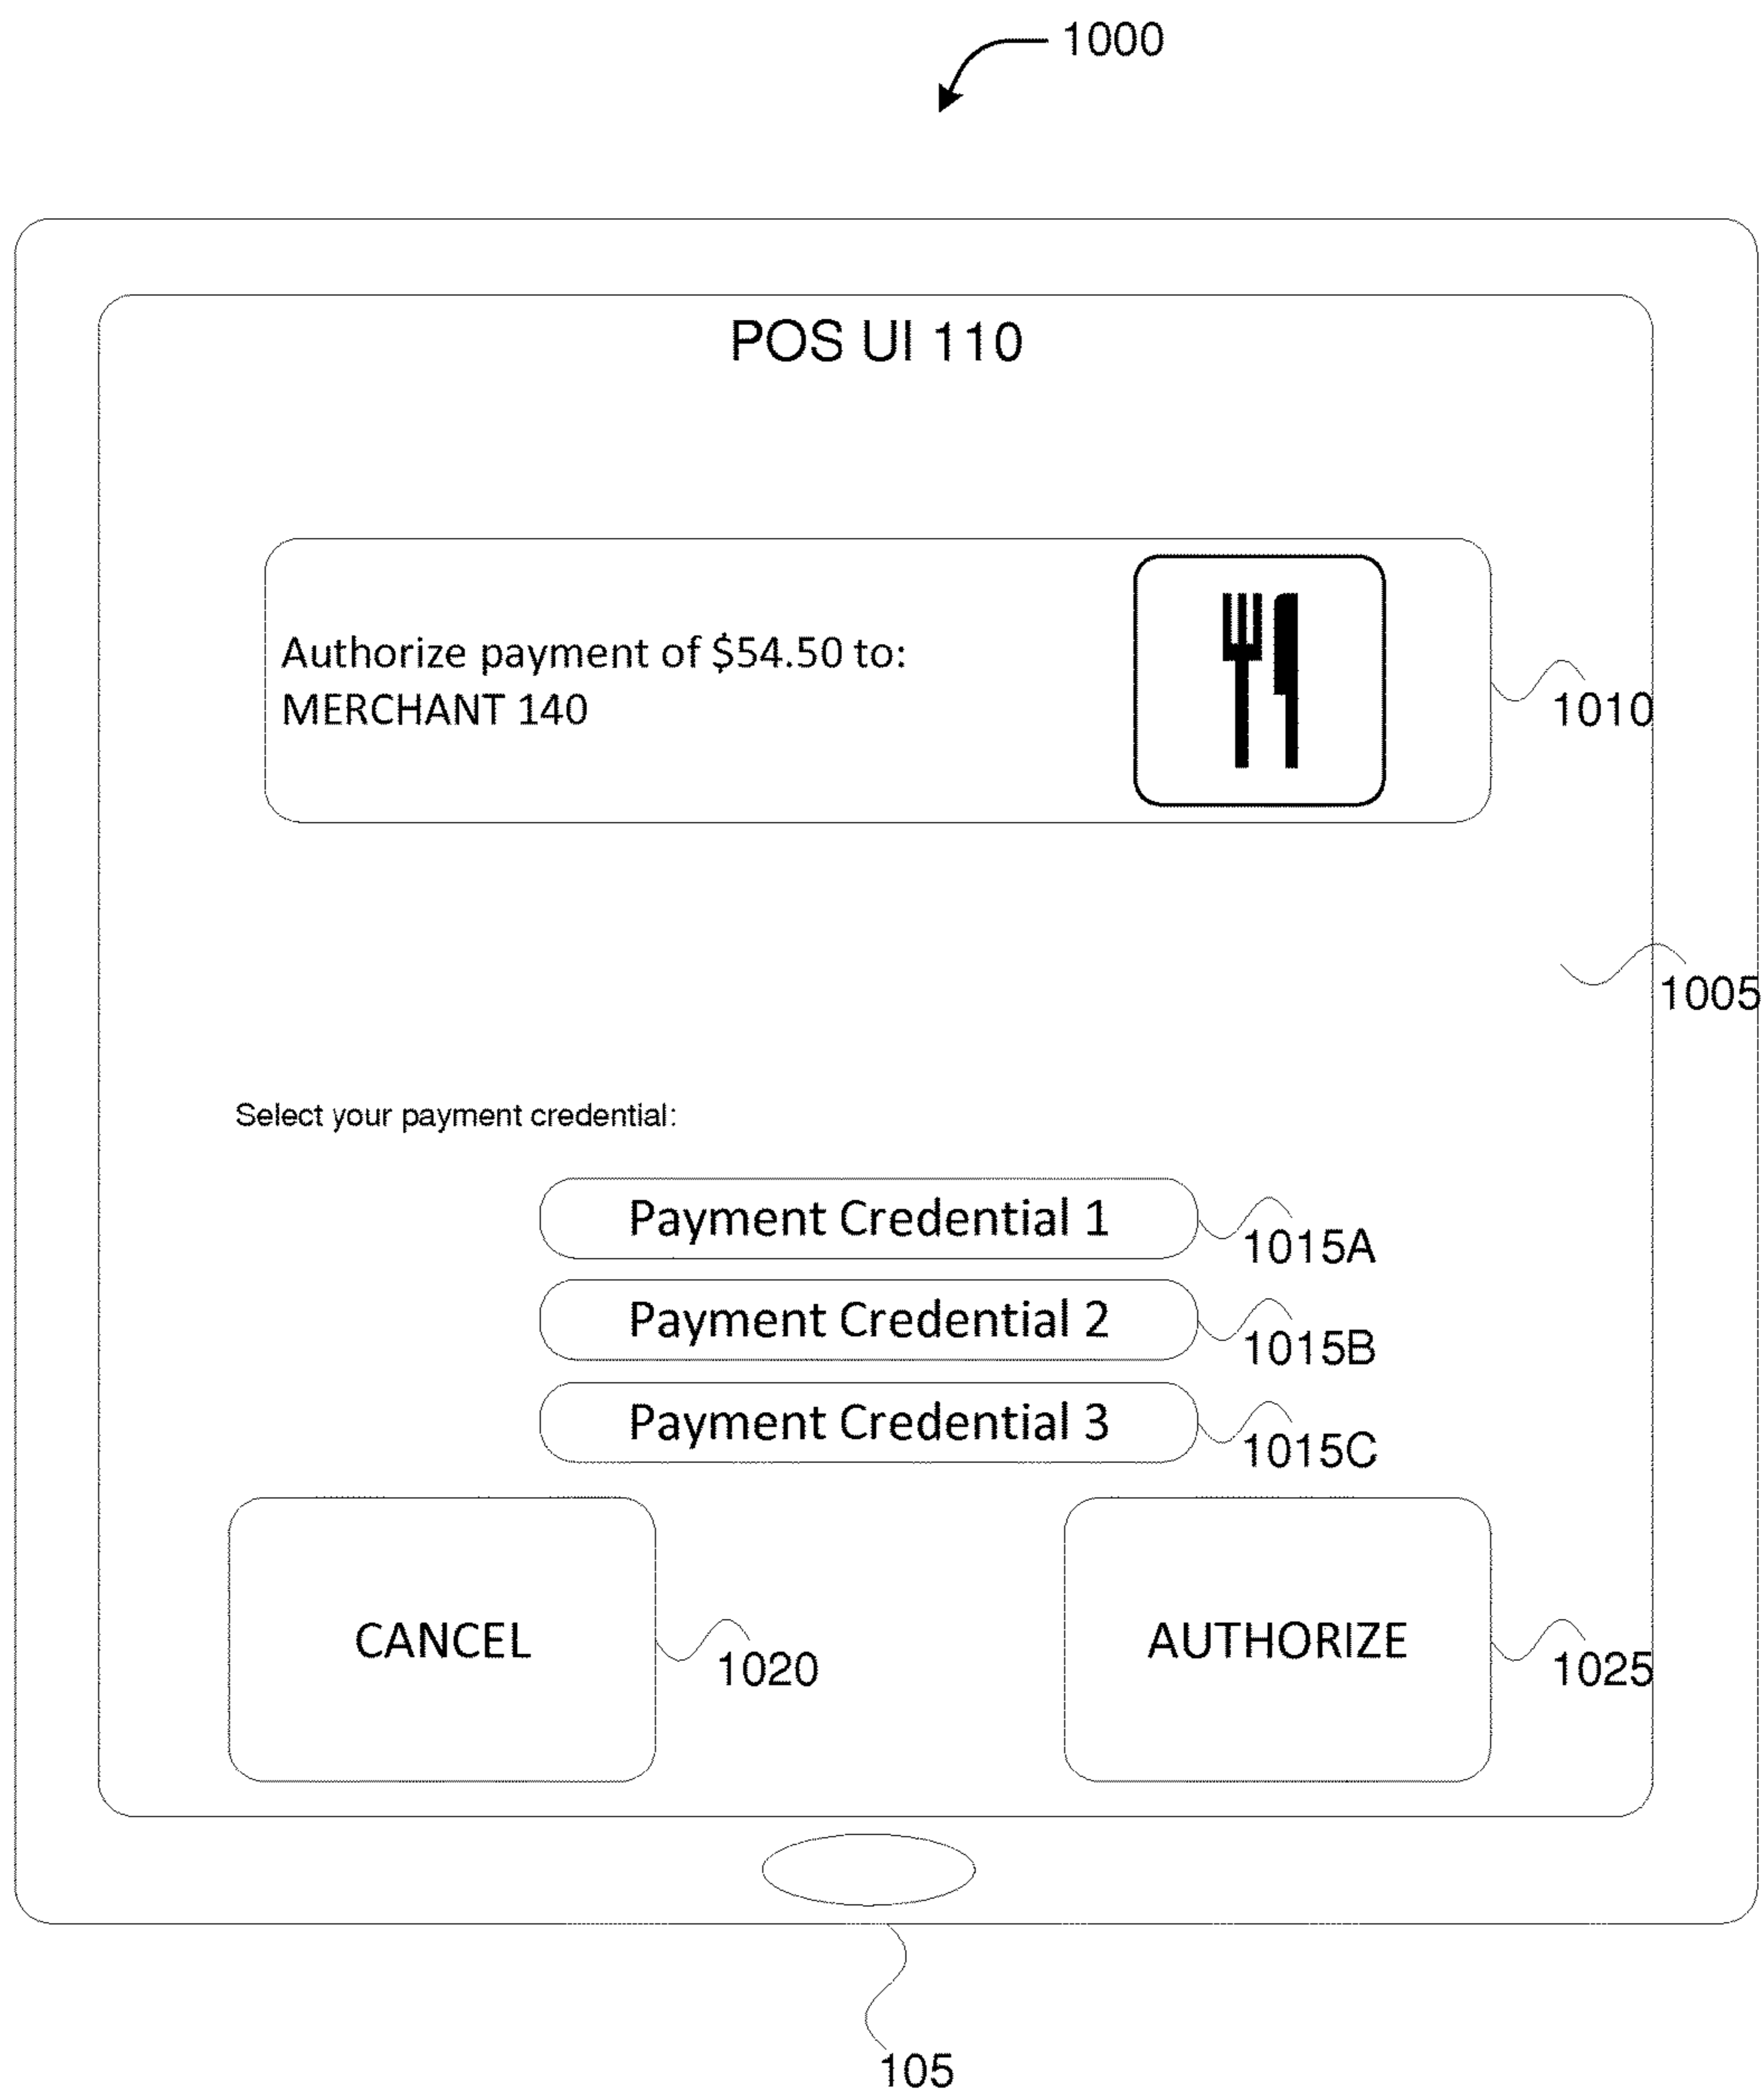 1000
POS UI 110
Authorize payment of $54.50 to:
MERCHANT 140
1010
1005
Select your payment credential:
Payment Credential 1
1015A
Payment Credential 2
1015B
Payment Credential 3
1015C
CANCEL
1020
AUTHORIZE
1025
105